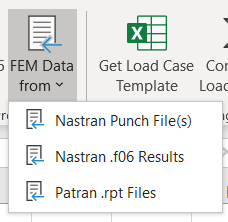 FEM Data
from
Get Load Case
Template
Nastran Punch File(s)
Nastran .f06 Results
Patran .rpt Files